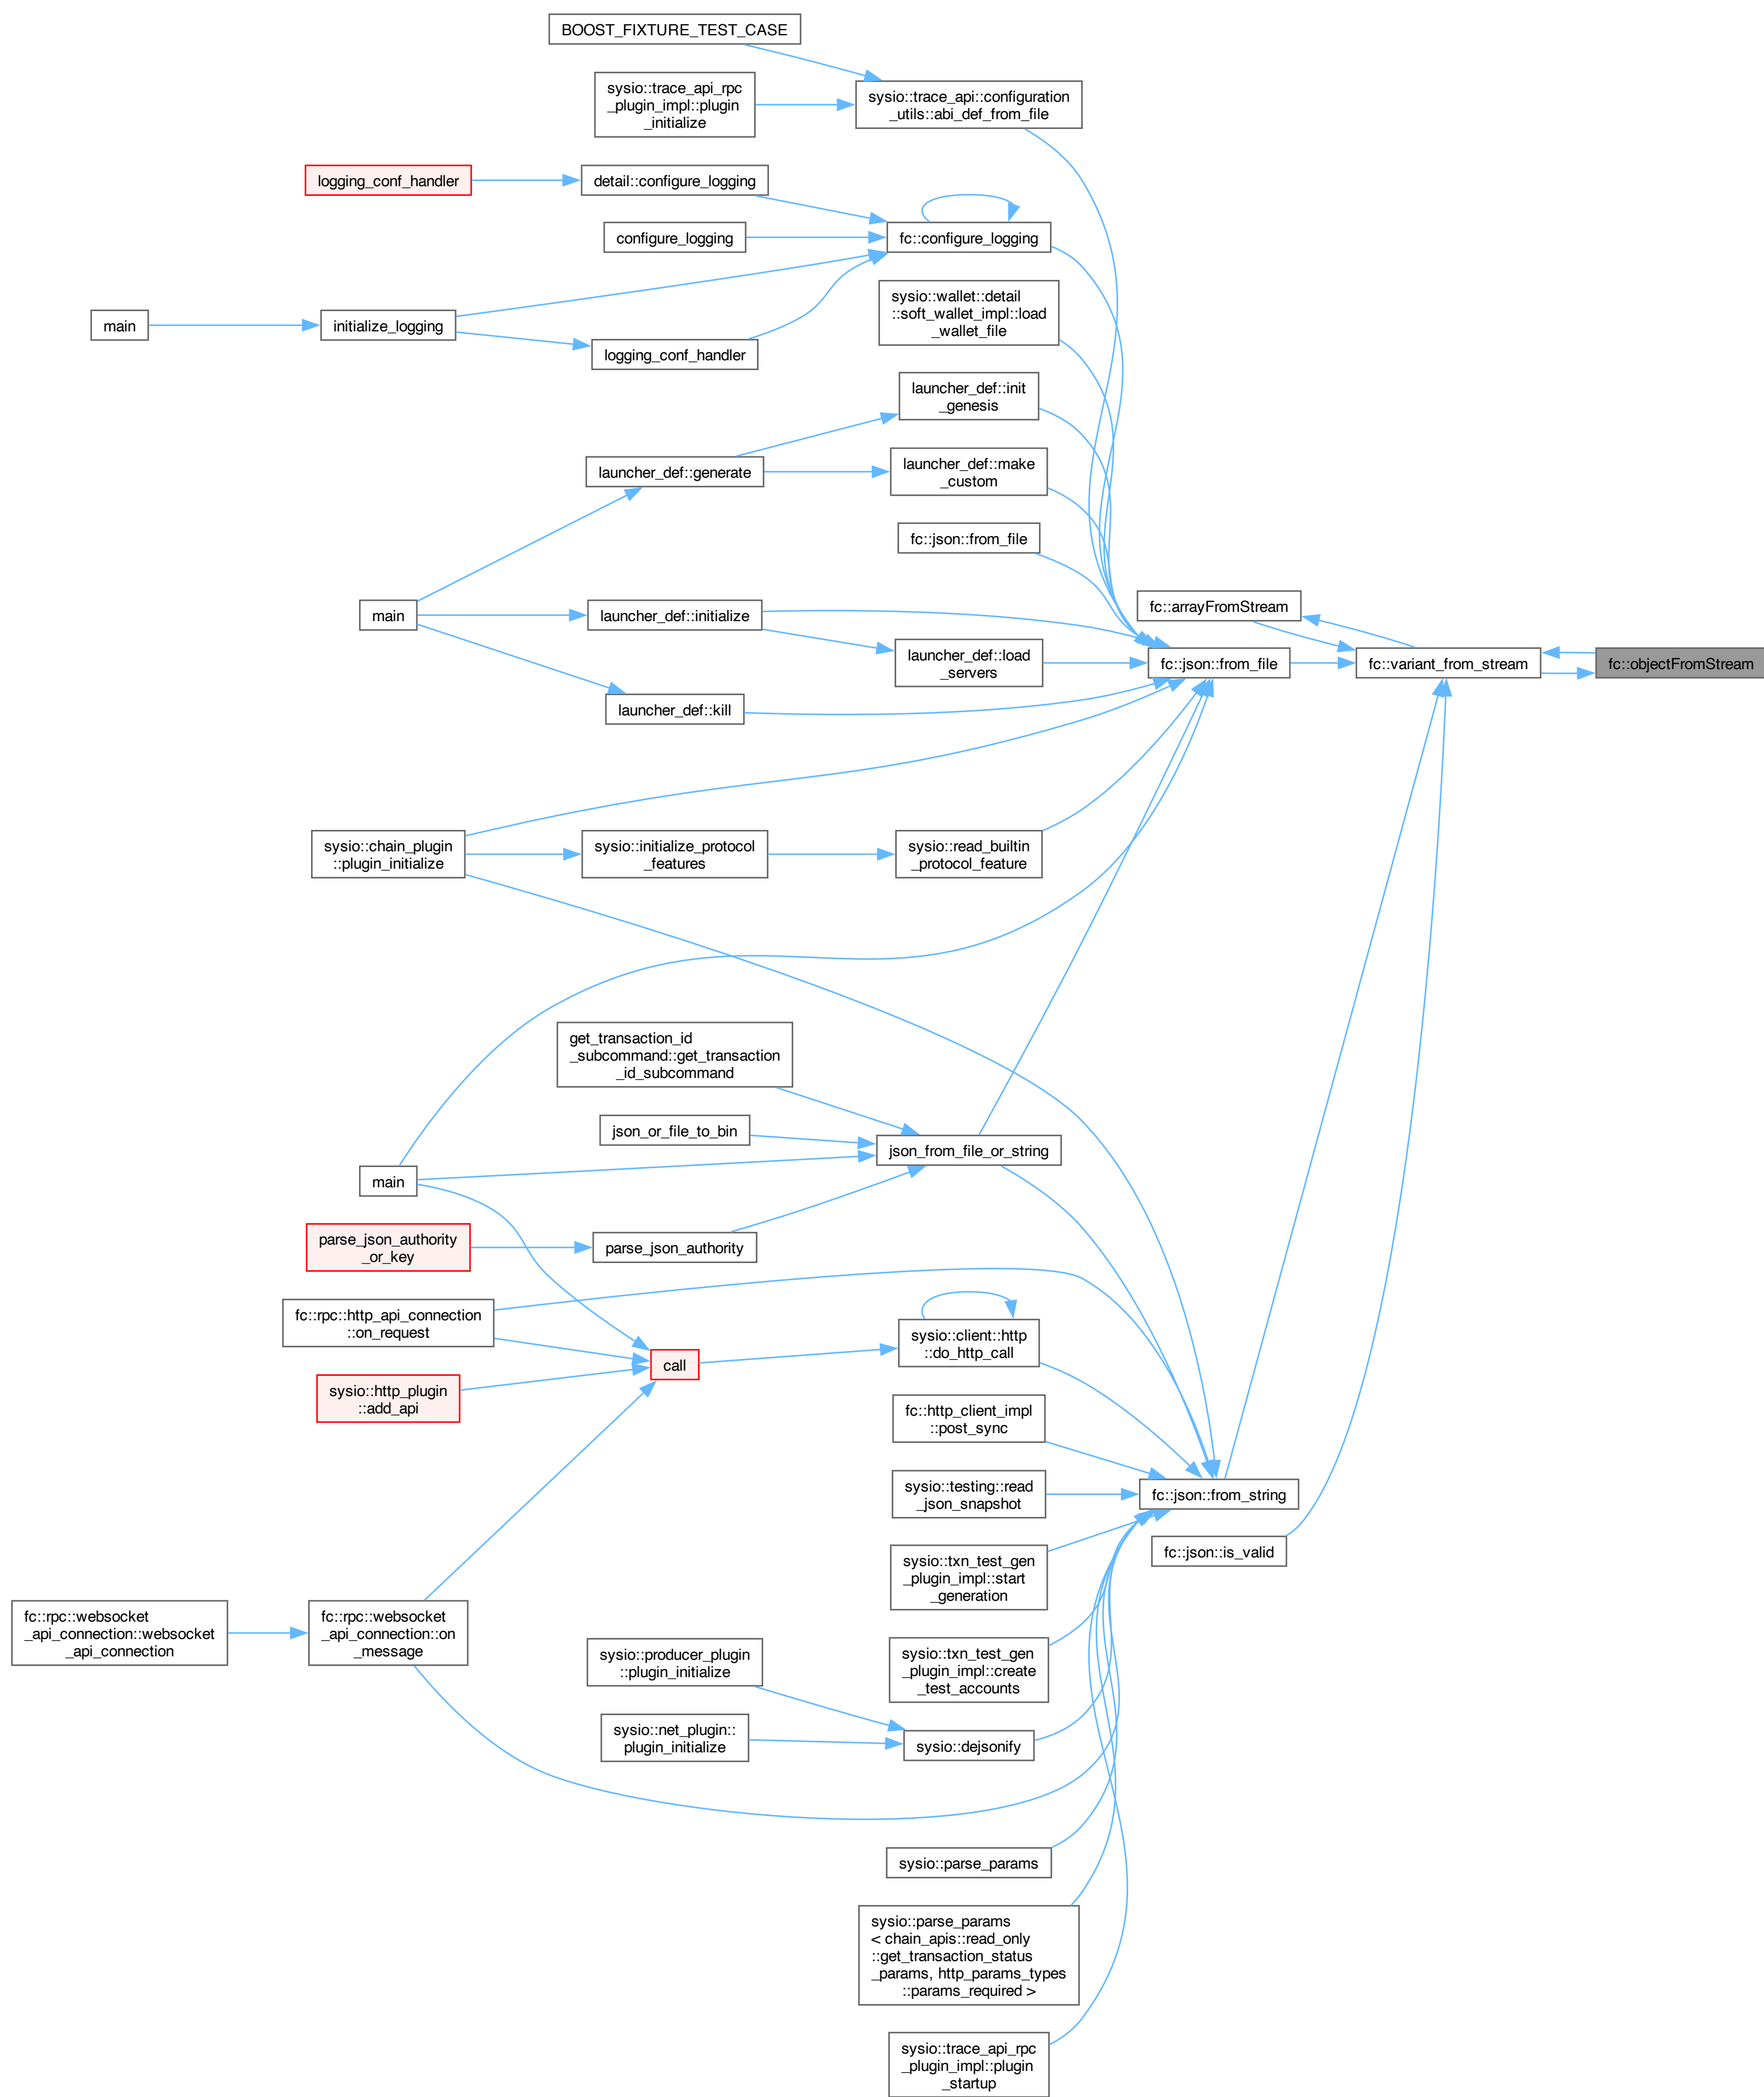 BOOST_FIXTURE_TEST_CASE
sysio::trace_api_rpc
_plugin_impl::plugin
_initialize
sysio::trace_api::configuration
_utils::abi_def_from_file
logging_conf_handler
detail::configure_logging
configure_logging
fc::configure_logging
sysio::wallet::detail
::soft_wallet_impl::load
_wallet_file
main
initialize_logging
logging_conf_handler
launcher_def::init
_genesis
launcher_def::generate
launcher_def::make
_custom
fc::json::from_file
main
launcher_def::initialize
fc::arrayFromStream
launcher_def::load
_servers
fc::json::from_file
fc::variant_from_stream
fc::objectFromStream
launcher_def::kill
sysio::chain_plugin
::plugin_initialize
sysio::initialize_protocol
_features
sysio::read_builtin
_protocol_feature
get_transaction_id
_subcommand::get_transaction
_id_subcommand
json_or_file_to_bin
json_from_file_or_string
main
parse_json_authority
_or_key
parse_json_authority
fc::rpc::http_api_connection
::on_request
sysio::client::http
::do_http_call
call
sysio::http_plugin
::add_api
fc::http_client_impl
::post_sync
sysio::testing::read
_json_snapshot
fc::json::from_string
sysio::txn_test_gen
_plugin_impl::start
_generation
fc::json::is_valid
fc::rpc::websocket
_api_connection::websocket
_api_connection
fc::rpc::websocket
_api_connection::on
_message
sysio::producer_plugin
::plugin_initialize
sysio::txn_test_gen
_plugin_impl::create
_test_accounts
sysio::net_plugin::
plugin_initialize
sysio::dejsonify
sysio::parse_params
sysio::parse_params
< chain_apis::read_only
::get_transaction_status
_params, http_params_types
::params_required >
sysio::trace_api_rpc
_plugin_impl::plugin
_startup